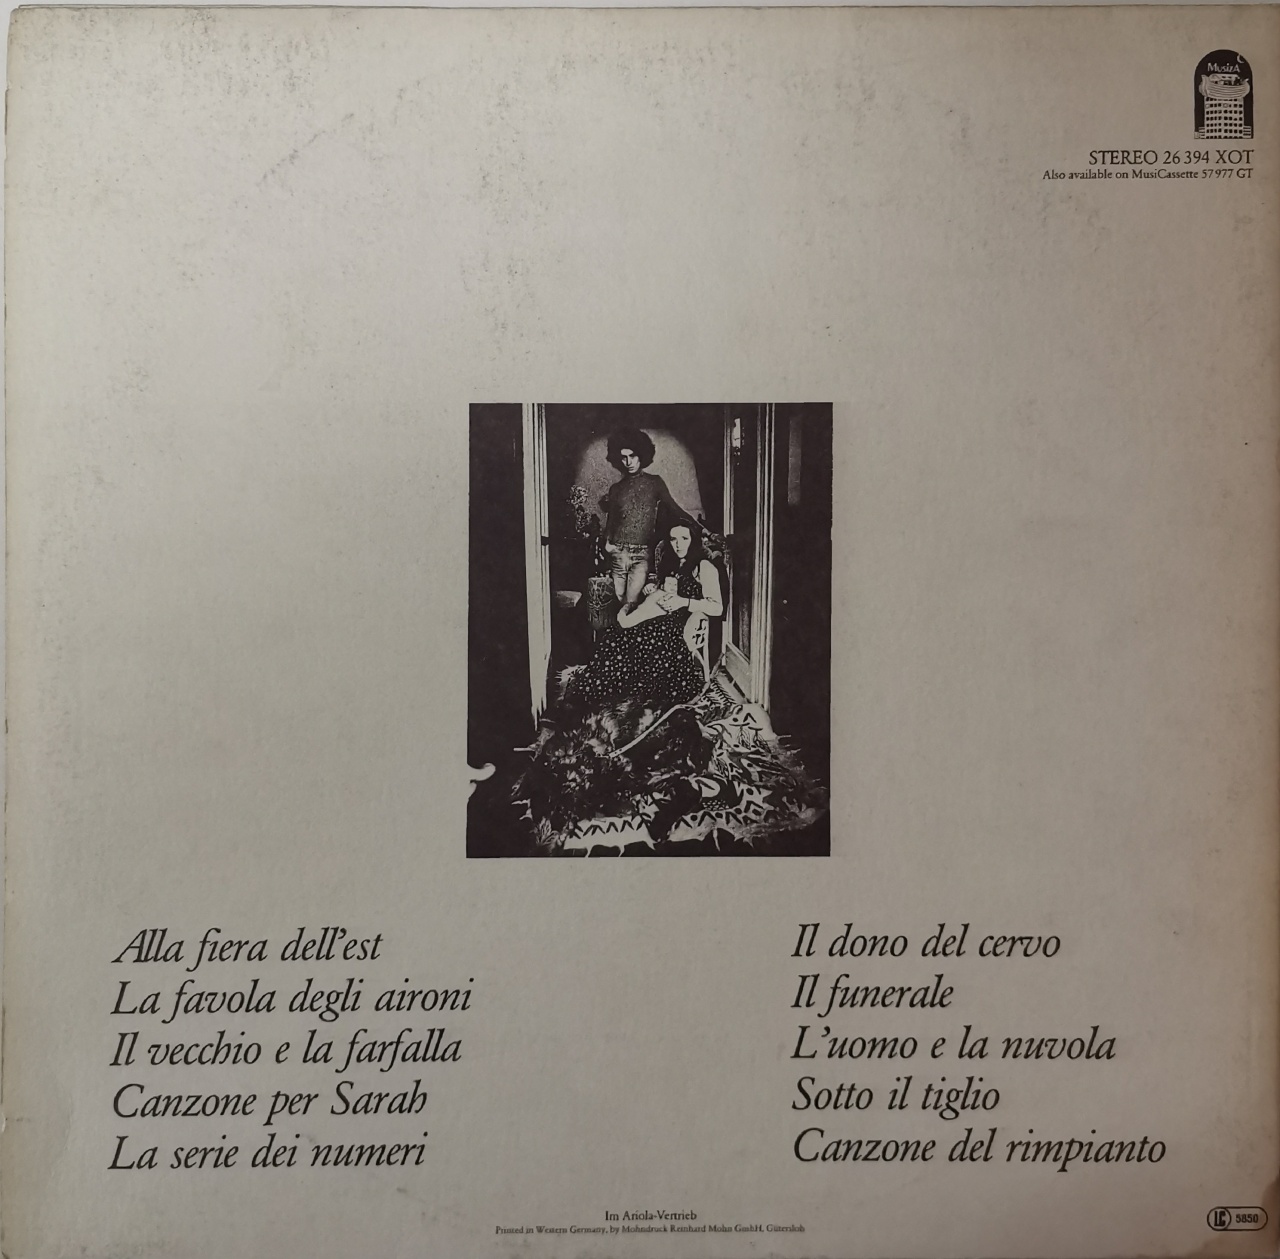 MusizA
STEREO 26 394 XOT
Also available on MusiCassette 57 977 GT
Alla fiera dell'est
La favola degli aironi
Il vecchio e la farfalla
Canzone per Sarah
La serie dei numeri
Il dono del cervo
Il funerale
L'uomo e la nuvola
Sotto il tiglio
Canzone del rimpianto
Im Ariola-Vertrieb
Printed in Western Germany, by Mohndruck Reinhard Mohn GmbH, Gütersloh
LC 5850